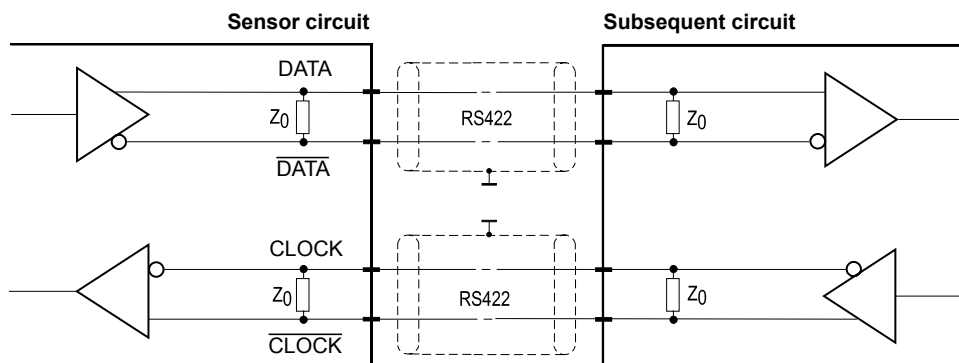 Sensor circuit
Subsequent circuit
DATA
Z0
RS422
Z0
DATA
CLOCK
Z0
RS422
Z0
CLOCK